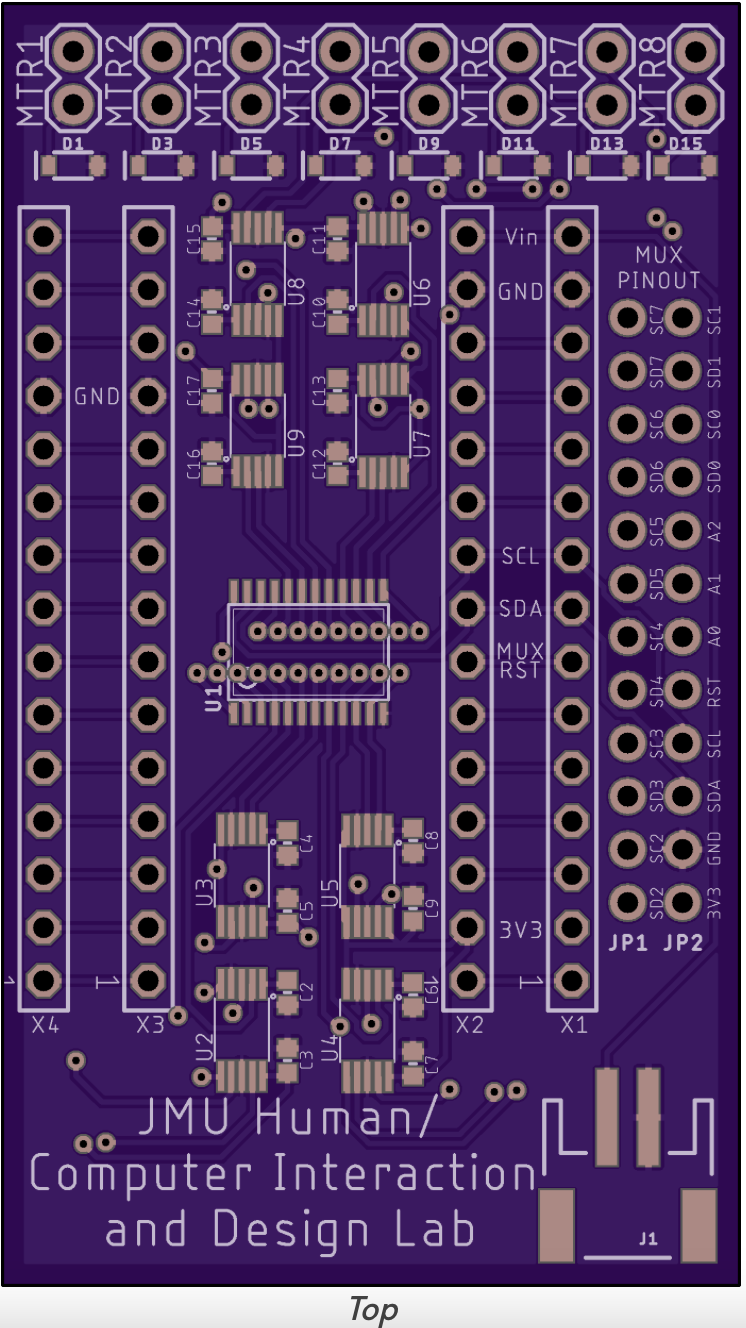 MTR1 MTR2 MTR3 MTR4 MTR5 MTR6 MTR7 MTR8
D1 D3 D5 D7 D9 D11 D13 D15
C15 C11
Vin
MUX
PINOUT
U8 U6
GND
C14 C10
SC7 SC1
C17 C13
SD7 SD1
GND
SC6 SC0
U9 U7
C16 C12
SD6 SD0
SC5 A2
SCL
SD5 A1
SDA
SC4 A0
MUX
RST
U1
SD4 RST
SC3 SCL
SD3 SDA
C4 C8
SC2 GND
U3 U5
C5 C9
SD2 3V3
3V3
JP1 JP2
1 1 1 1
C2 C6
X4 X3 X2 X1
U2 U4
C3 C7
JMU Human/
Computer Interaction
and Design Lab
J1
Top